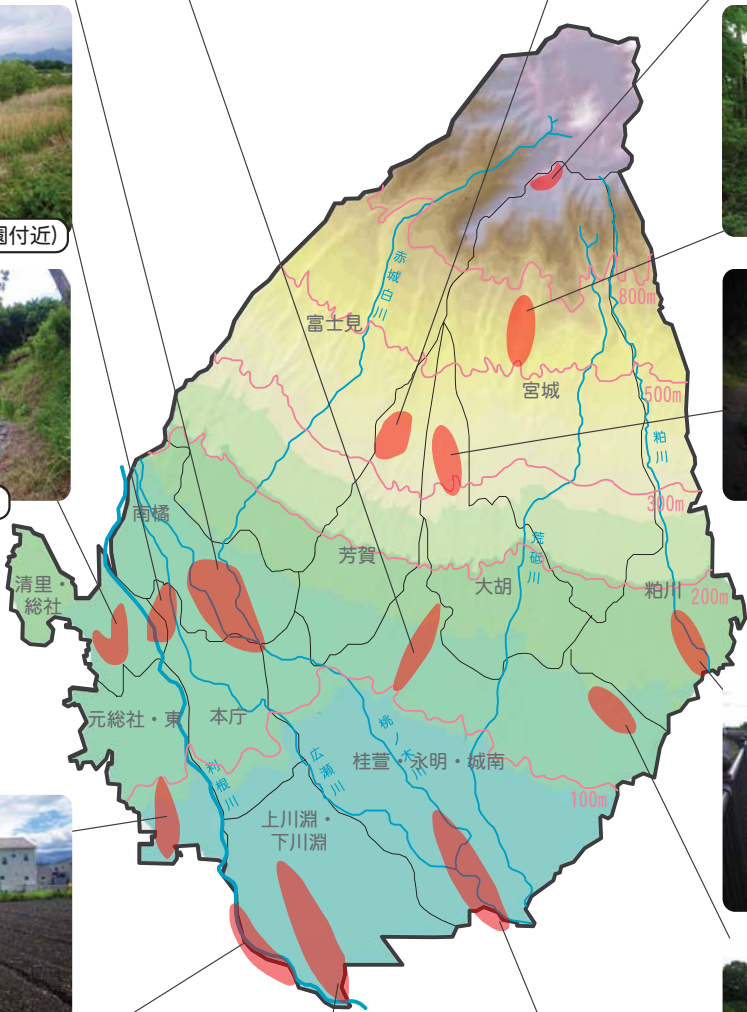 園付近）
赤城白川
富士見
800m
宮城
500m
粕川
300m
南橘
荒砥川
芳賀
大胡
清里・
総社
粕川
200m
元総社・東
本庁
桃ノ木川
広瀬川
桂萱・永明・城南
利根川
100m
上川淵・
下川淵